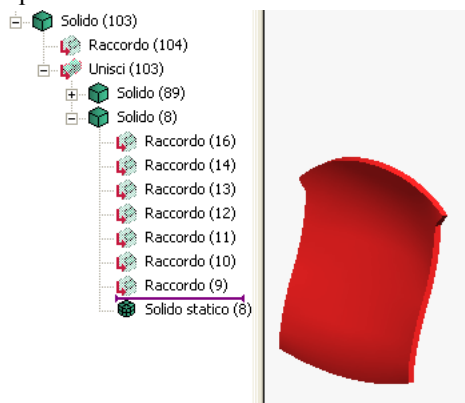 Solido (103)
Raccordo (104)
Unisci (103)
Solido (89)
Solido (8)
Raccordo (16)
Raccordo (14)
Raccordo (13)
Raccordo (12)
Raccordo (11)
Raccordo (10)
Raccordo (9)
Solido statico (8)